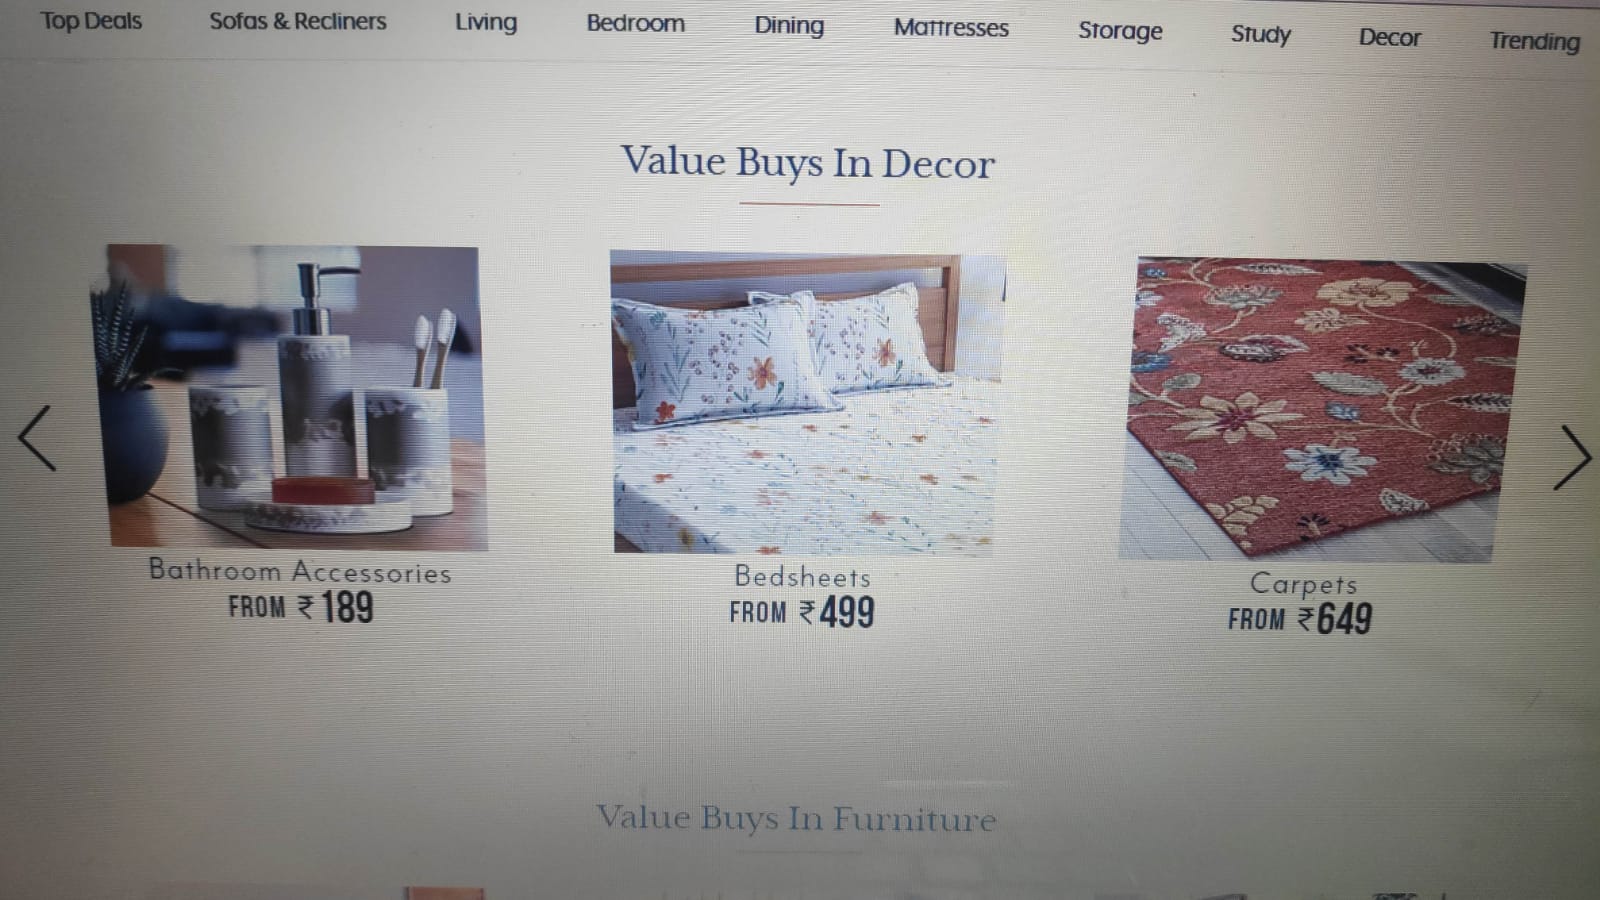 Top Deals Sofas & Recliners Living Bedroom Dining Mattresses Storage Study Decor Trending
Value Buys In Decor
Bathroom Accessories
FROM ₹189
Bedsheets
FROM ₹499
Carpets
FROM ₹649
Value Buys In Furniture